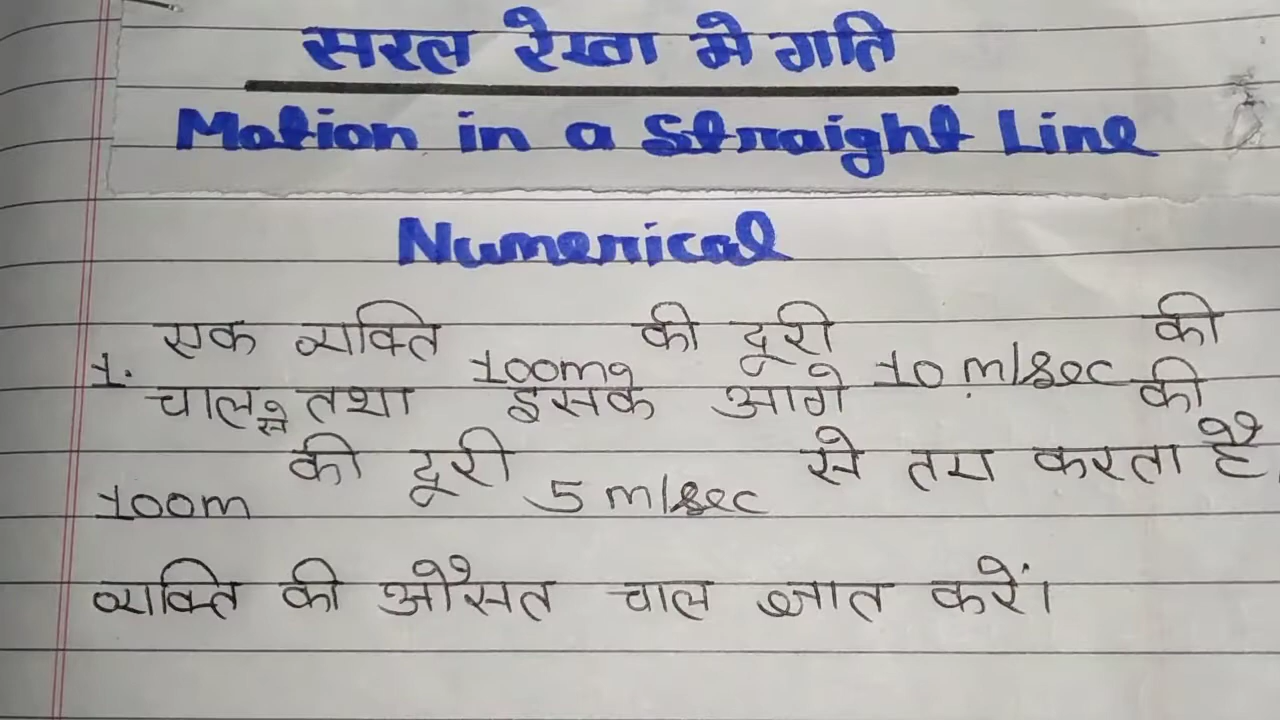 सरल रेखा मे गति
Motion in a Straight Line
Numerical
1. एक व्यक्ति 100m की दूरी 10 m/sec की
चाल से तथा इसके आगे की
100m की दूरी 5 m/sec से तय करता है,
व्यक्ति की औसत चाल ज्ञात करें।